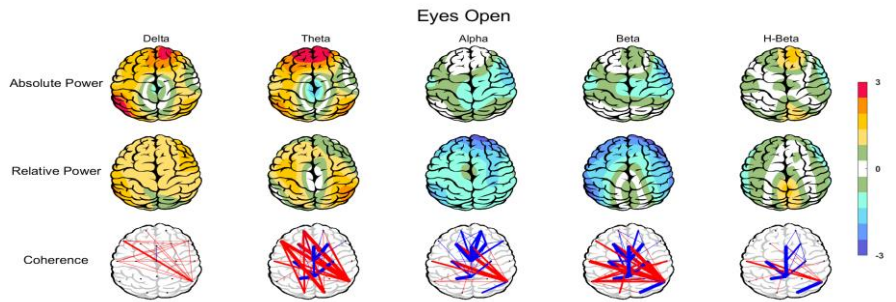 Eyes Open
Delta Theta Alpha Beta H-Beta
Absolute Power
3
Relative Power
0
Coherence
-3